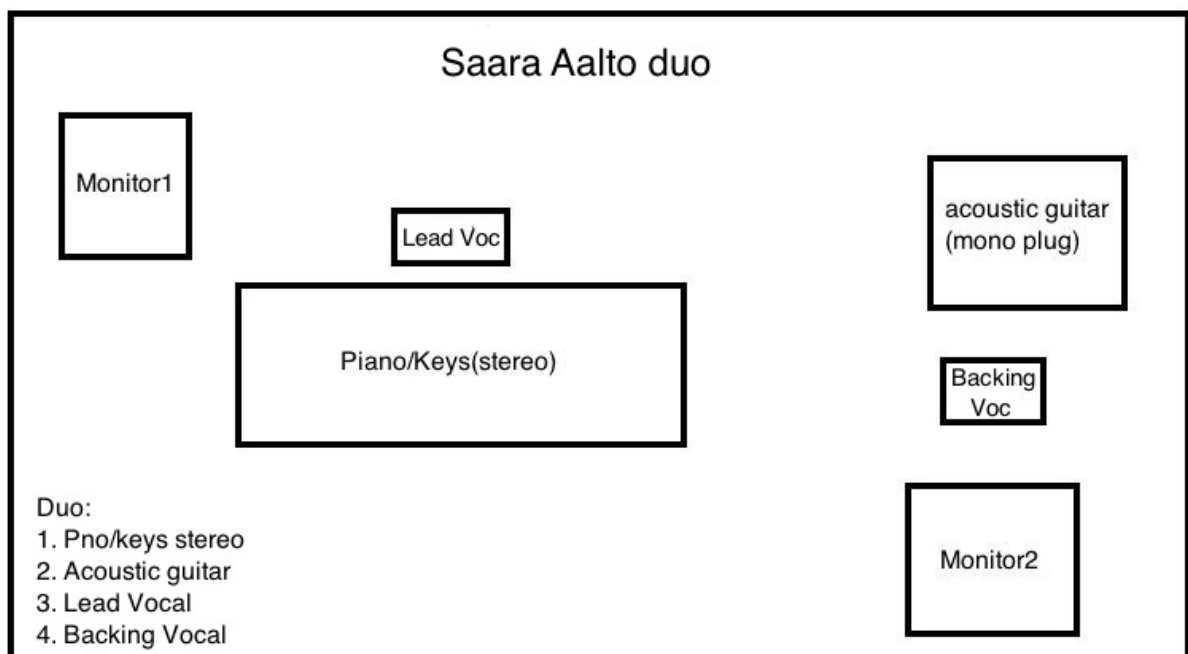 Saara Aalto duo
Monitor1
Lead Voc
acoustic guitar
(mono plug)
Piano/Keys(stereo)
Backing
Voc
Monitor2
Duo:
1. Pno/keys stereo
2. Acoustic guitar
3. Lead Vocal
4. Backing Vocal